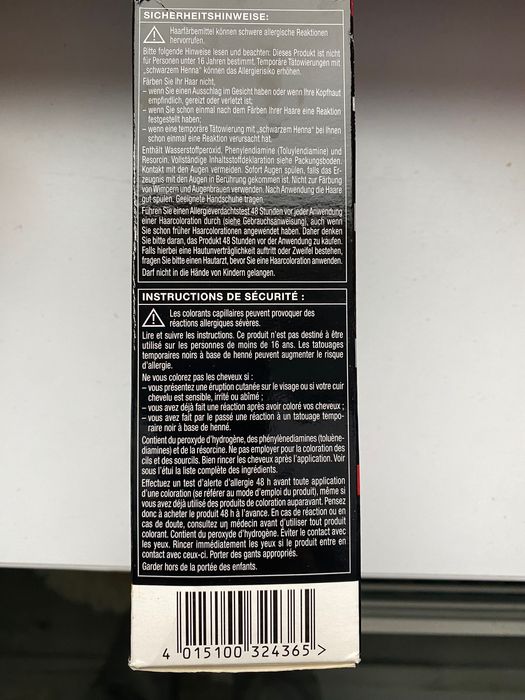 SICHERHEITSHINWEISE:
Haarfärbemittel können schwere allergische Reaktionen
hervorrufen.
Bitte folgende Hinweise lesen und beachten: Dieses Produkt ist nicht
für Personen unter 16 Jahren bestimmt. Temporäre Tätowierungen mit
„schwarzem Henna“ können das Allergierisiko erhöhen.
Färben Sie Ihr Haar nicht,
– wenn Sie einen Ausschlag im Gesicht haben oder wenn Ihre Kopfhaut
empfindlich, gereizt oder verletzt ist;
– wenn Sie schon einmal nach dem Färben Ihrer Haare eine Reaktion
festgestellt haben;
– wenn eine temporäre Tätowierung mit „schwarzem Henna“ bei Ihnen
schon einmal eine Reaktion verursacht hat.
Enthält Wasserstoffperoxid, Phenylendiamine (Toluylendiamine) und
Resorcin. Vollständige Inhaltsstoffdeklaration siehe Packungsboden.
Kontakt mit den Augen vermeiden. Sofort Augen spülen, falls das Er-
zeugnis mit den Augen in Berührung gekommen ist. Nicht zur Färbung
von Wimpern und Augenbrauen verwenden. Nach Anwendung die Haare
gut spülen. Geeignete Handschuhe tragen.
Führen Sie einen Allergieverdachtstest 48 Stunden vor jeder Anwendung
einer Haarcoloration durch (siehe Gebrauchsanweisung), auch wenn
Sie schon früher Haarcolorationen angewendet haben. Daher denken
Sie bitte daran, das Produkt 48 Stunden vor der Anwendung zu kaufen.
Falls hierbei eine Hautunverträglichkeit auftritt oder Zweifel bestehen,
fragen Sie bitte einen Hautarzt, bevor Sie eine Haarcoloration anwenden.
Darf nicht in die Hände von Kindern gelangen.
INSTRUCTIONS DE SÉCURITÉ :
Les colorants capillaires peuvent provoquer des
réactions allergiques sévères.
Lire et suivre les instructions. Ce produit n'est pas destiné à être
utilisé sur les personnes de moins de 16 ans. Les tatouages
temporaires noirs à base de henné peuvent augmenter le risque
d'allergie.
Ne vous colorez pas les cheveux si :
– vous présentez une éruption cutanée sur le visage ou si votre cuir
chevelu est sensible, irrité ou abîmé ;
– vous avez déjà fait une réaction après avoir coloré vos cheveux ;
– vous avez fait par le passé une réaction à un tatouage tempo-
raire noir à base de henné.
Contient du peroxyde d'hydrogène, des phénylènediamines (toluène-
diamines) et de la résorcine. Ne pas employer pour la coloration des
cils et des sourcils. Bien rincer les cheveux après l'application. Voir
sous l'étui la liste complète des ingrédients.
Effectuez un test d'alerte d'allergie 48 h avant toute application
d'une coloration (se référer au mode d'emploi du produit), même si
vous avez déjà utilisé des produits de coloration auparavant. Pensez
donc à acheter le produit 48 h à l'avance. En cas de réaction ou en
cas de doute, consultez un médecin avant d'utiliser tout produit
colorant. Contient du peroxyde d'hydrogène. Éviter le contact avec
les yeux. Rincer immédiatement les yeux si le produit entre en
contact avec ceux-ci. Porter des gants appropriés.
Garder hors de la portée des enfants.
4 015100 324365 >